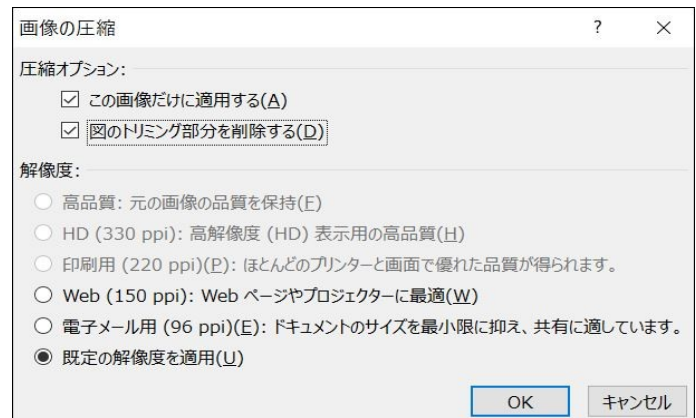 画像の圧縮 ? ×
圧縮オプション:
この画像だけに適用する(A)
図のトリミング部分を削除する(D)
解像度:
高品質: 元の画像の品質を保持(F)
HD (330 ppi): 高解像度 (HD) 表示用の高品質(H)
印刷用 (220 ppi)(P): ほとんどのプリンターと画面で優れた品質が得られます。
Web (150 ppi): Web ページやプロジェクターに最適(W)
電子メール用 (96 ppi)(E): ドキュメントのサイズを最小限に抑え、共有に適しています。
既定の解像度を適用(U)
OK キャンセル